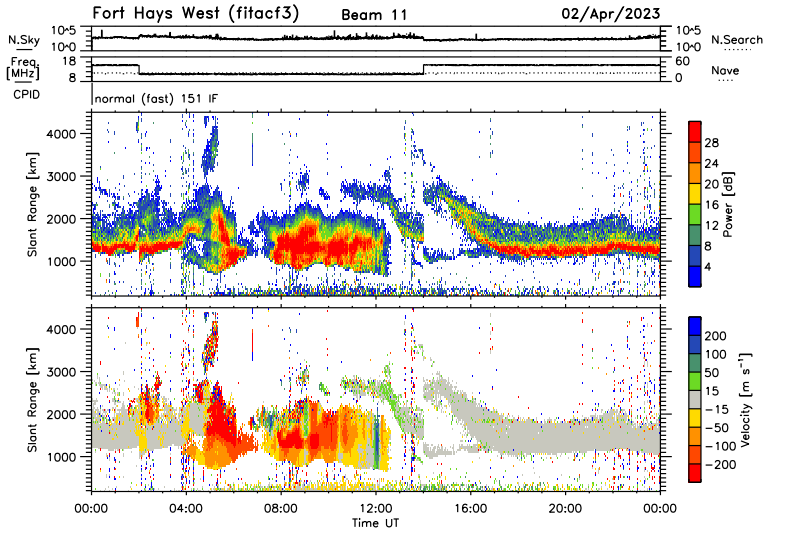 Fort Hays West (fitacf3) Beam 11 02/Apr/2023
N.Sky 10^5 10^0 10^5 10^0 N.Search
Freq. [MHz] 18 8 60 0 Nave
CPID normal (fast) 151 IF
Slant Range [km] 4000 3000 2000 1000
Power [dB] 28 24 20 16 12 8 4
Slant Range [km] 4000 3000 2000 1000
Velocity [m s⁻¹] 200 100 50 15 −15 −50 −100 −200
00:00 04:00 08:00 12:00 16:00 20:00 00:00
Time UT